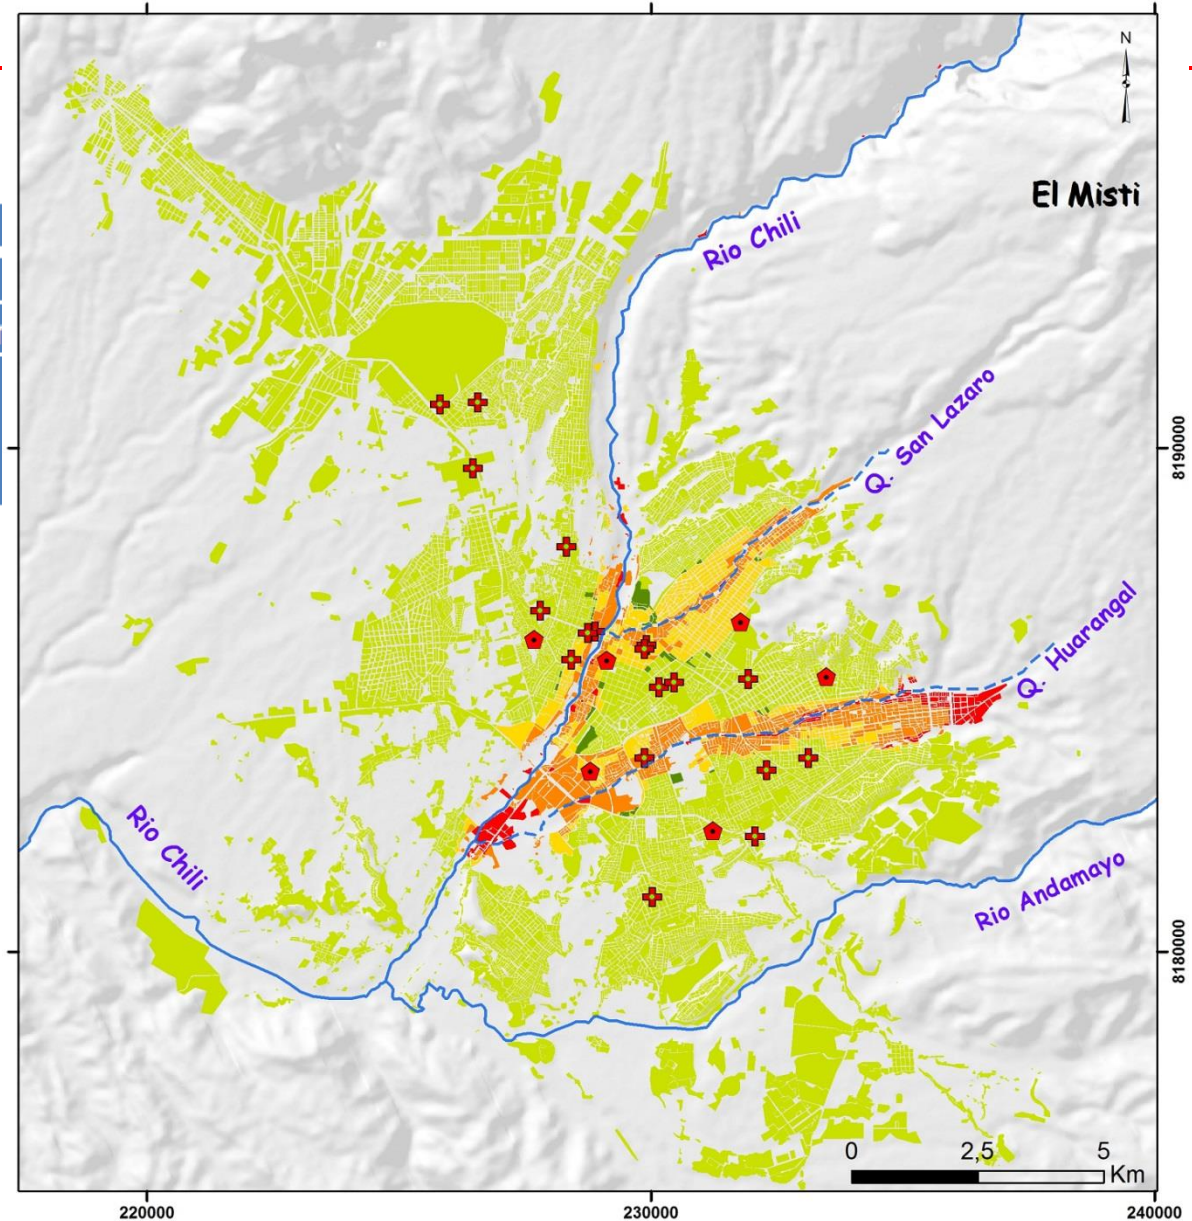 N
El Misti
Rio Chili
Q. San Lazaro
8190000
Q. Huarangal
Rio Chili
Rio Andamayo
8180000
0 2,5 5
Km
220000 230000 240000